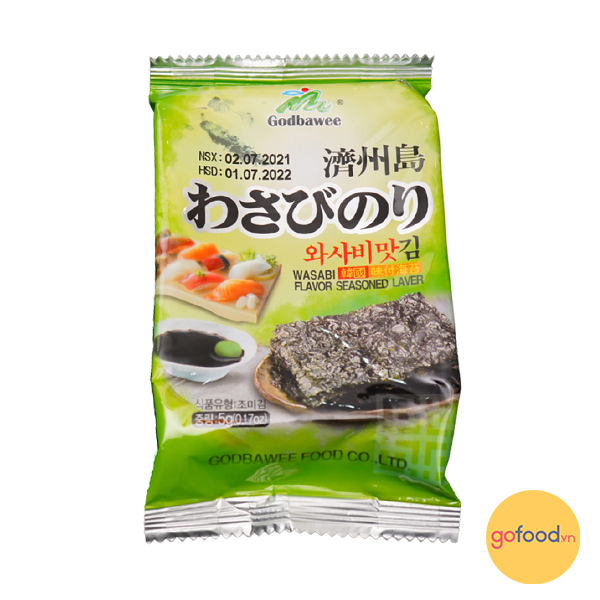 Godbawee
®
NSX: 02.07.2021
HSD: 01.07.2022
濟州島
わさびのり
와사비맛김
WASABI 韓國 味付海苔
FLAVOR SEASONED LAVER
식품유형:조미김
중량:5g(0.17oz)
GODBAWEE FOOD CO.,LTD
gofood.vn